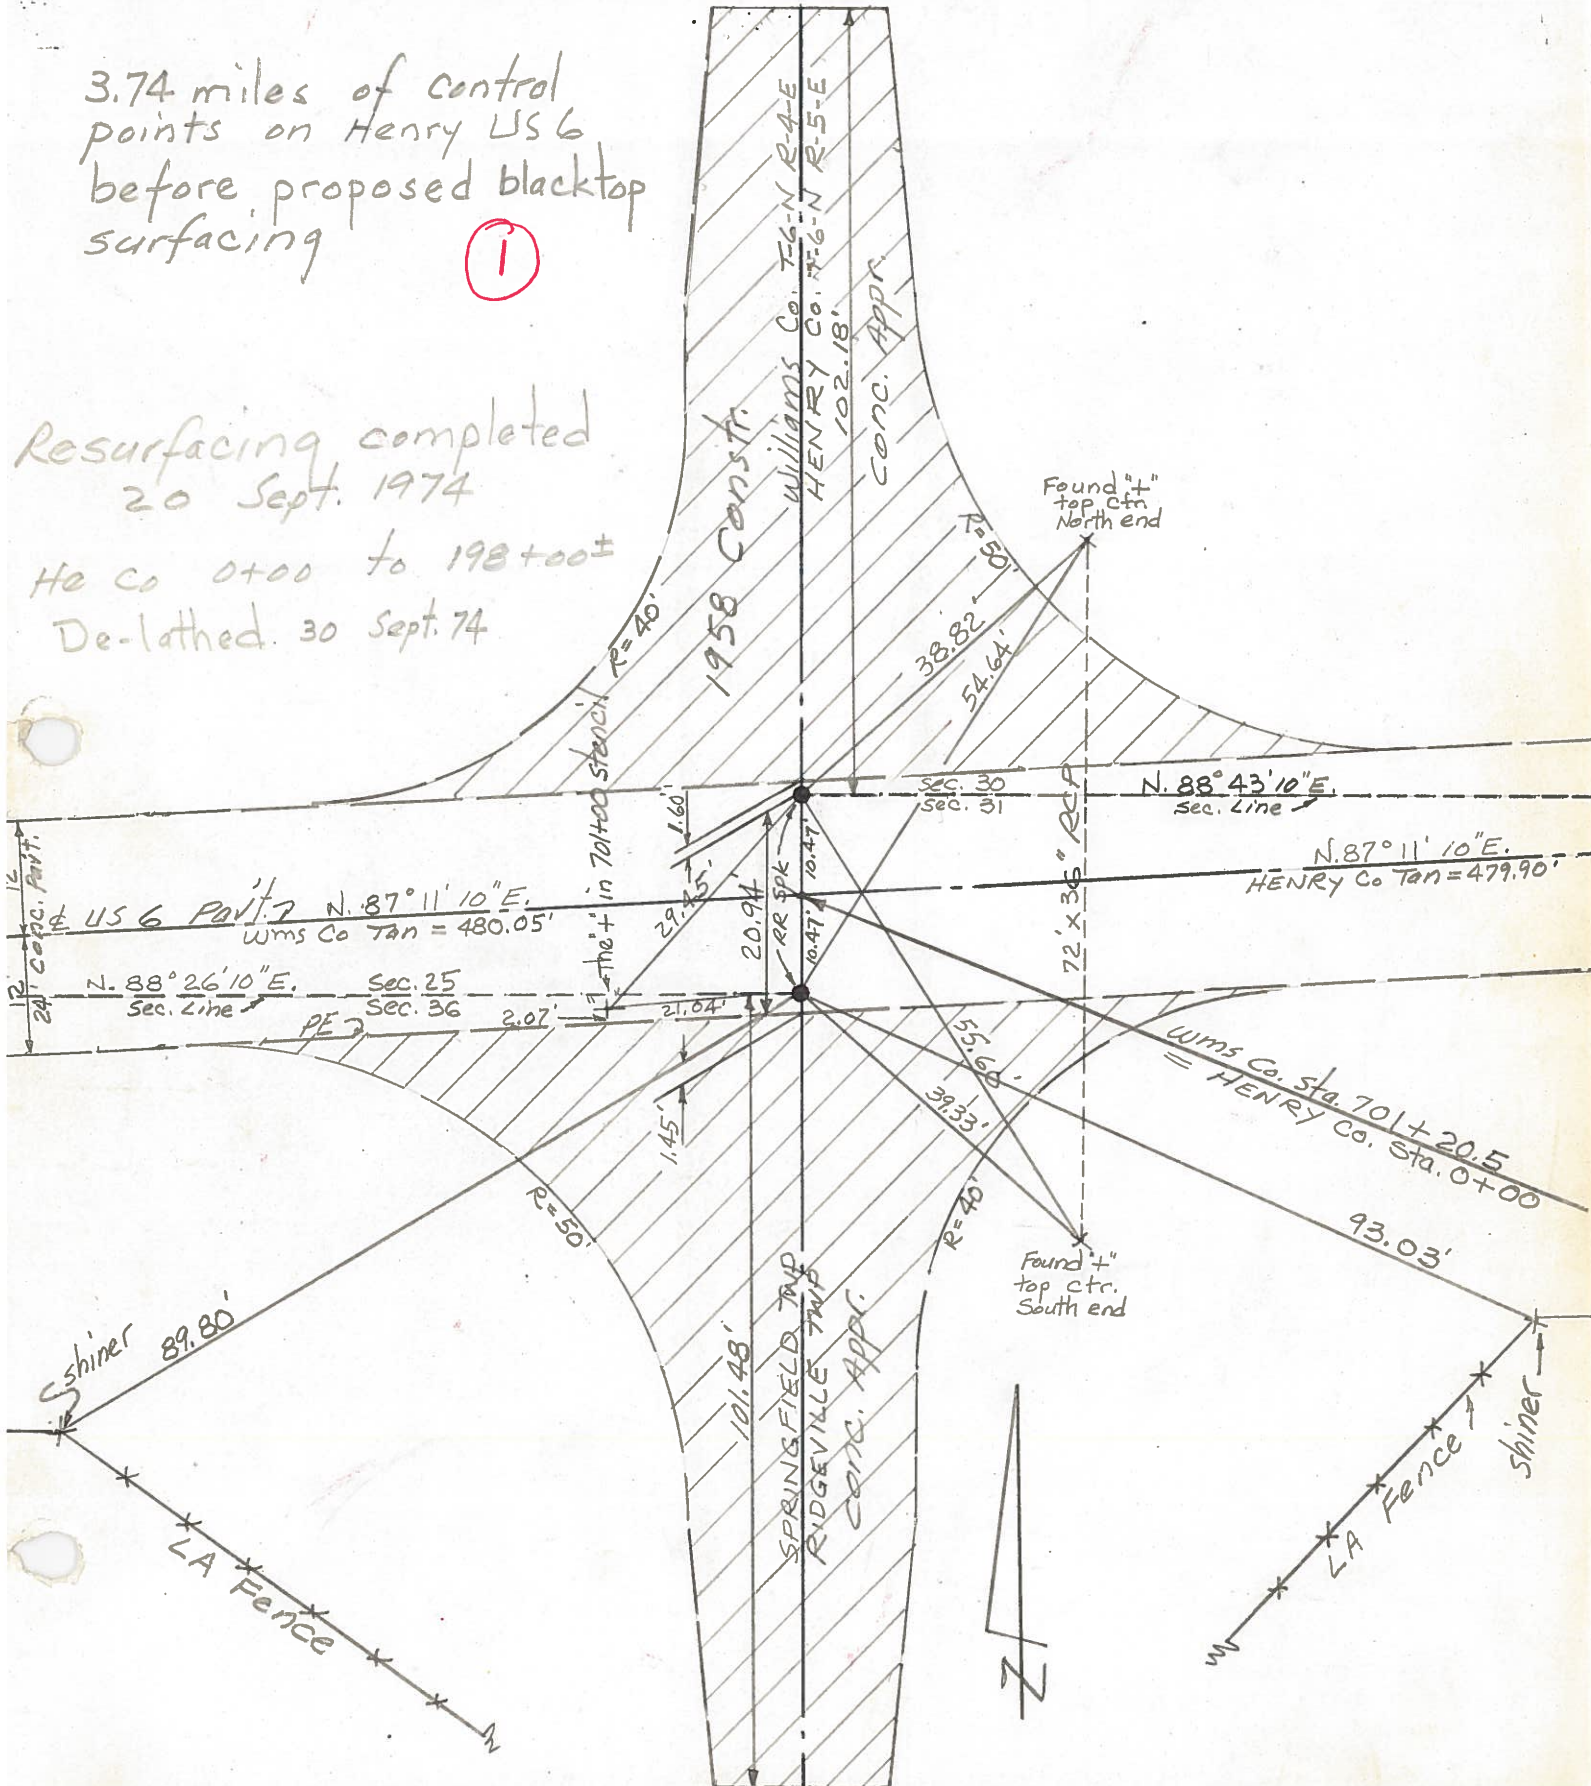 3.74 miles of control
points on Henry US 6
before proposed blacktop
surfacing
1
Resurfacing completed
20 Sept. 1974
He Co 0+00 to 198+00±
De-lathed. 30 Sept. 74
Williams Co. T-6-N R-4-E
HENRY Co. T-6-N R-5-E
102.18'
Conc. Appr.
1958 Constr.
Found "+"
top ctr.
North end
R=50'
R=40'
38.82'
54.64'
the "+" in 701+00 stencil
1.60'
Sec. 30
Sec. 31
N. 88° 43' 10" E.
Sec. Line
72' x 36" RCP
N. 87° 11' 10" E.
HENRY Co Tan = 479.90'
12'
12'
24' Conc. Pav't.
℄ US 6 Pav't.
N. 87° 11' 10" E.
Wms Co Tan = 480.05'
20.94'
RR SPK
10.47'
10.47'
N. 88° 26' 10" E.
Sec. Line
Sec. 25
Sec. 36
PE
2.07'
21.04'
55.60'
39.33'
1.45'
Wms Co. Sta. 701+20.5
= HENRY Co. Sta. 0+00
93.03'
R=50'
R=40'
Found "+"
top ctr.
South end
89.80'
shiner
101.48'
SPRINGFIELD TWP
RIDGEVILLE TWP
Conc. Appr.
shiner
LA Fence
LA Fence
N